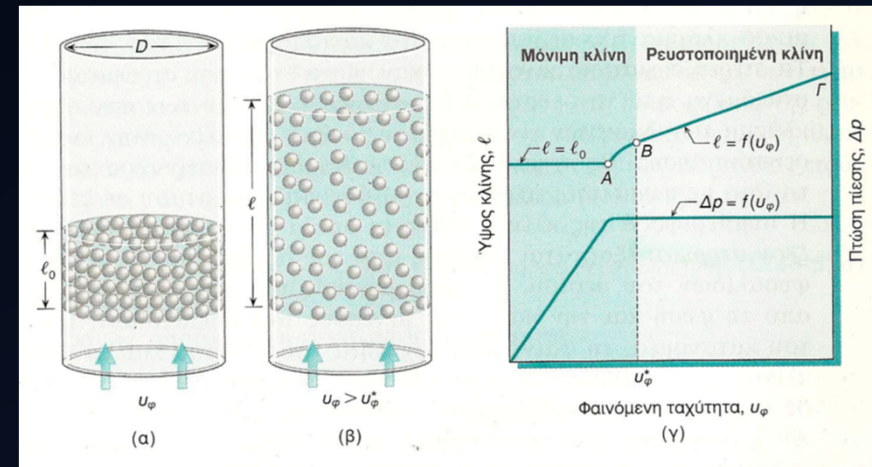 D
ℓ₀
υφ
(α)
ℓ
υφ > υφ*
(β)
Μόνιμη κλίνη
Ρευστοποιημένη κλίνη
Ύψος κλίνης, ℓ
ℓ = ℓ₀
A
B
Γ
ℓ = f(υφ)
Δp = f(υφ)
Πτώση πίεσης, Δp
υφ*
Φαινόμενη ταχύτητα, υφ
(γ)